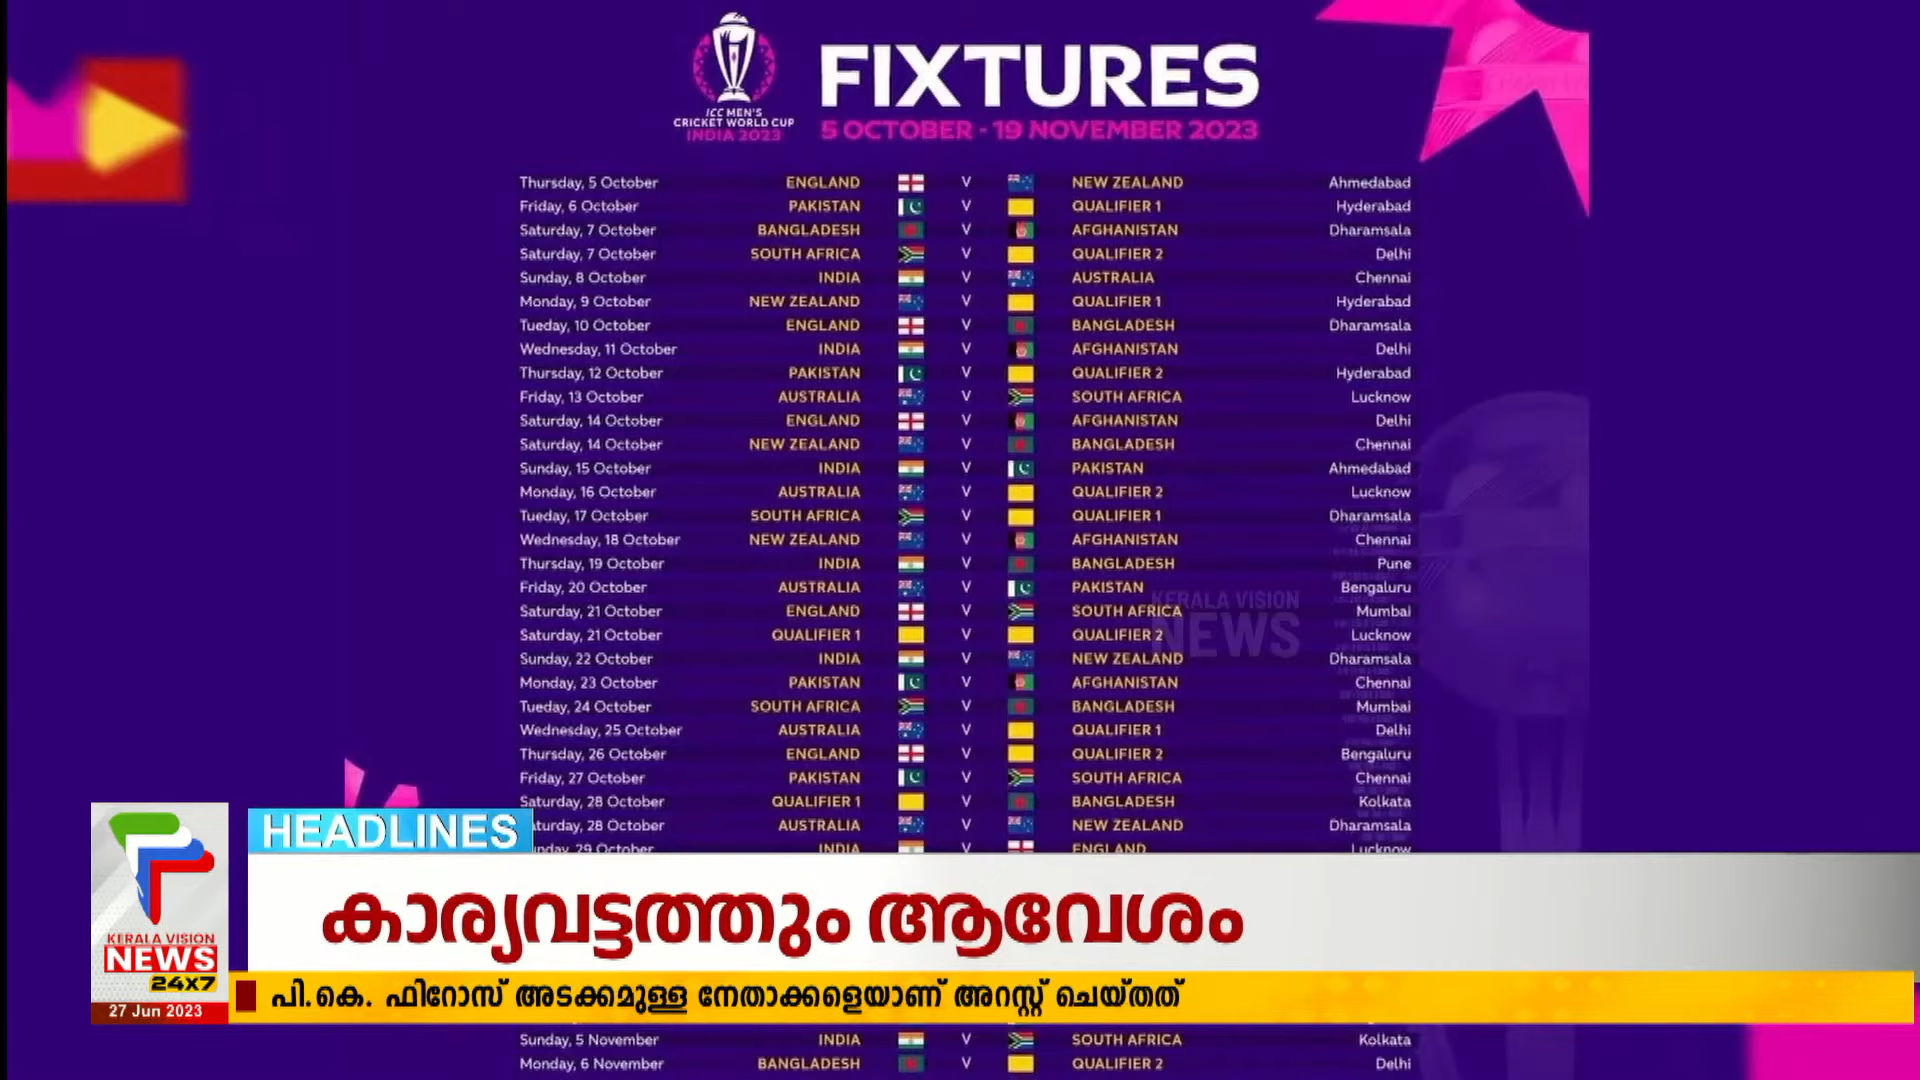 FIXTURES
ICC MEN'S
CRICKET WORLD CUP
INDIA 2023
5 OCTOBER - 19 NOVEMBER 2023
Thursday, 5 October ENGLAND V NEW ZEALAND Ahmedabad
Friday, 6 October PAKISTAN V QUALIFIER 1 Hyderabad
Saturday, 7 October BANGLADESH V AFGHANISTAN Dharamsala
Saturday, 7 October SOUTH AFRICA V QUALIFIER 2 Delhi
Sunday, 8 October INDIA V AUSTRALIA Chennai
Monday, 9 October NEW ZEALAND V QUALIFIER 1 Hyderabad
Tueday, 10 October ENGLAND V BANGLADESH Dharamsala
Wednesday, 11 October INDIA V AFGHANISTAN Delhi
Thursday, 12 October PAKISTAN V QUALIFIER 2 Hyderabad
Friday, 13 October AUSTRALIA V SOUTH AFRICA Lucknow
Saturday, 14 October ENGLAND V AFGHANISTAN Delhi
Saturday, 14 October NEW ZEALAND V BANGLADESH Chennai
Sunday, 15 October INDIA V PAKISTAN Ahmedabad
Monday, 16 October AUSTRALIA V QUALIFIER 2 Lucknow
Tueday, 17 October SOUTH AFRICA V QUALIFIER 1 Dharamsala
Wednesday, 18 October NEW ZEALAND V AFGHANISTAN Chennai
Thursday, 19 October INDIA V BANGLADESH Pune
Friday, 20 October AUSTRALIA V PAKISTAN Bengaluru
Saturday, 21 October ENGLAND V SOUTH AFRICA Mumbai
Saturday, 21 October QUALIFIER 1 V QUALIFIER 2 Lucknow
Sunday, 22 October INDIA V NEW ZEALAND Dharamsala
Monday, 23 October PAKISTAN V AFGHANISTAN Chennai
Tueday, 24 October SOUTH AFRICA V BANGLADESH Mumbai
Wednesday, 25 October AUSTRALIA V QUALIFIER 1 Delhi
Thursday, 26 October ENGLAND V QUALIFIER 2 Bengaluru
Friday, 27 October PAKISTAN V SOUTH AFRICA Chennai
Saturday, 28 October QUALIFIER 1 V BANGLADESH Kolkata
aturday, 28 October AUSTRALIA V NEW ZEALAND Dharamsala
nday, 29 October INDIA V ENGLAND Lucknow
KERALA VISION
NEWS
HEADLINES
കാര്യവട്ടത്തും ആവേശം
KERALA VISION
NEWS
24x7
27 Jun 2023
പി.കെ. ഫിറോസ് അടക്കമുള്ള നേതാക്കളെയാണ് അറസ്റ്റ് ചെയ്തത്
Sunday, 5 November INDIA V SOUTH AFRICA Kolkata
Monday, 6 November BANGLADESH V QUALIFIER 2 Delhi